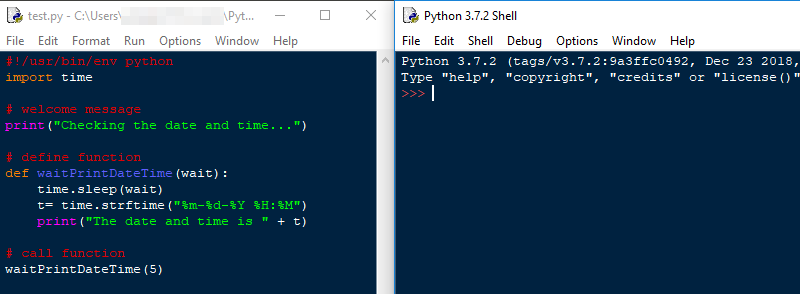 test.py - C:\Users\ \Pyt...
File Edit Format Run Options Window Help
#!/usr/bin/env python
import time
# welcome message
print("Checking the date and time...")
# define function
def waitPrintDateTime(wait):
time.sleep(wait)
t= time.strftime("%m-%d-%Y %H:%M")
print("The date and time is " + t)
# call function
waitPrintDateTime(5)
Python 3.7.2 Shell
File Edit Shell Debug Options Window Help
Python 3.7.2 (tags/v3.7.2:9a3ffc0492, Dec 23 2018,
Type "help", "copyright", "credits" or "license()"
>>>